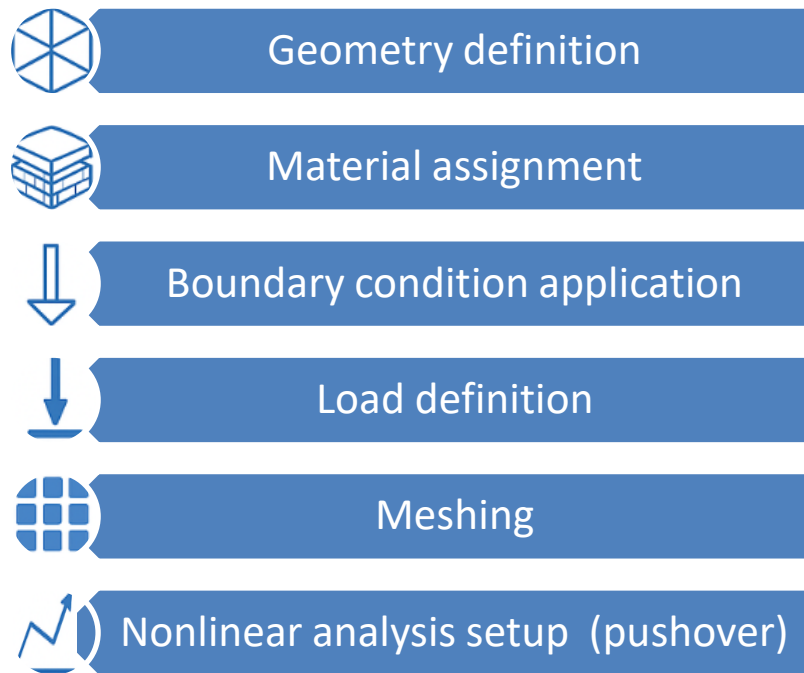 Geometry definition
Material assignment
Boundary condition application
Load definition
Meshing
Nonlinear analysis setup (pushover)